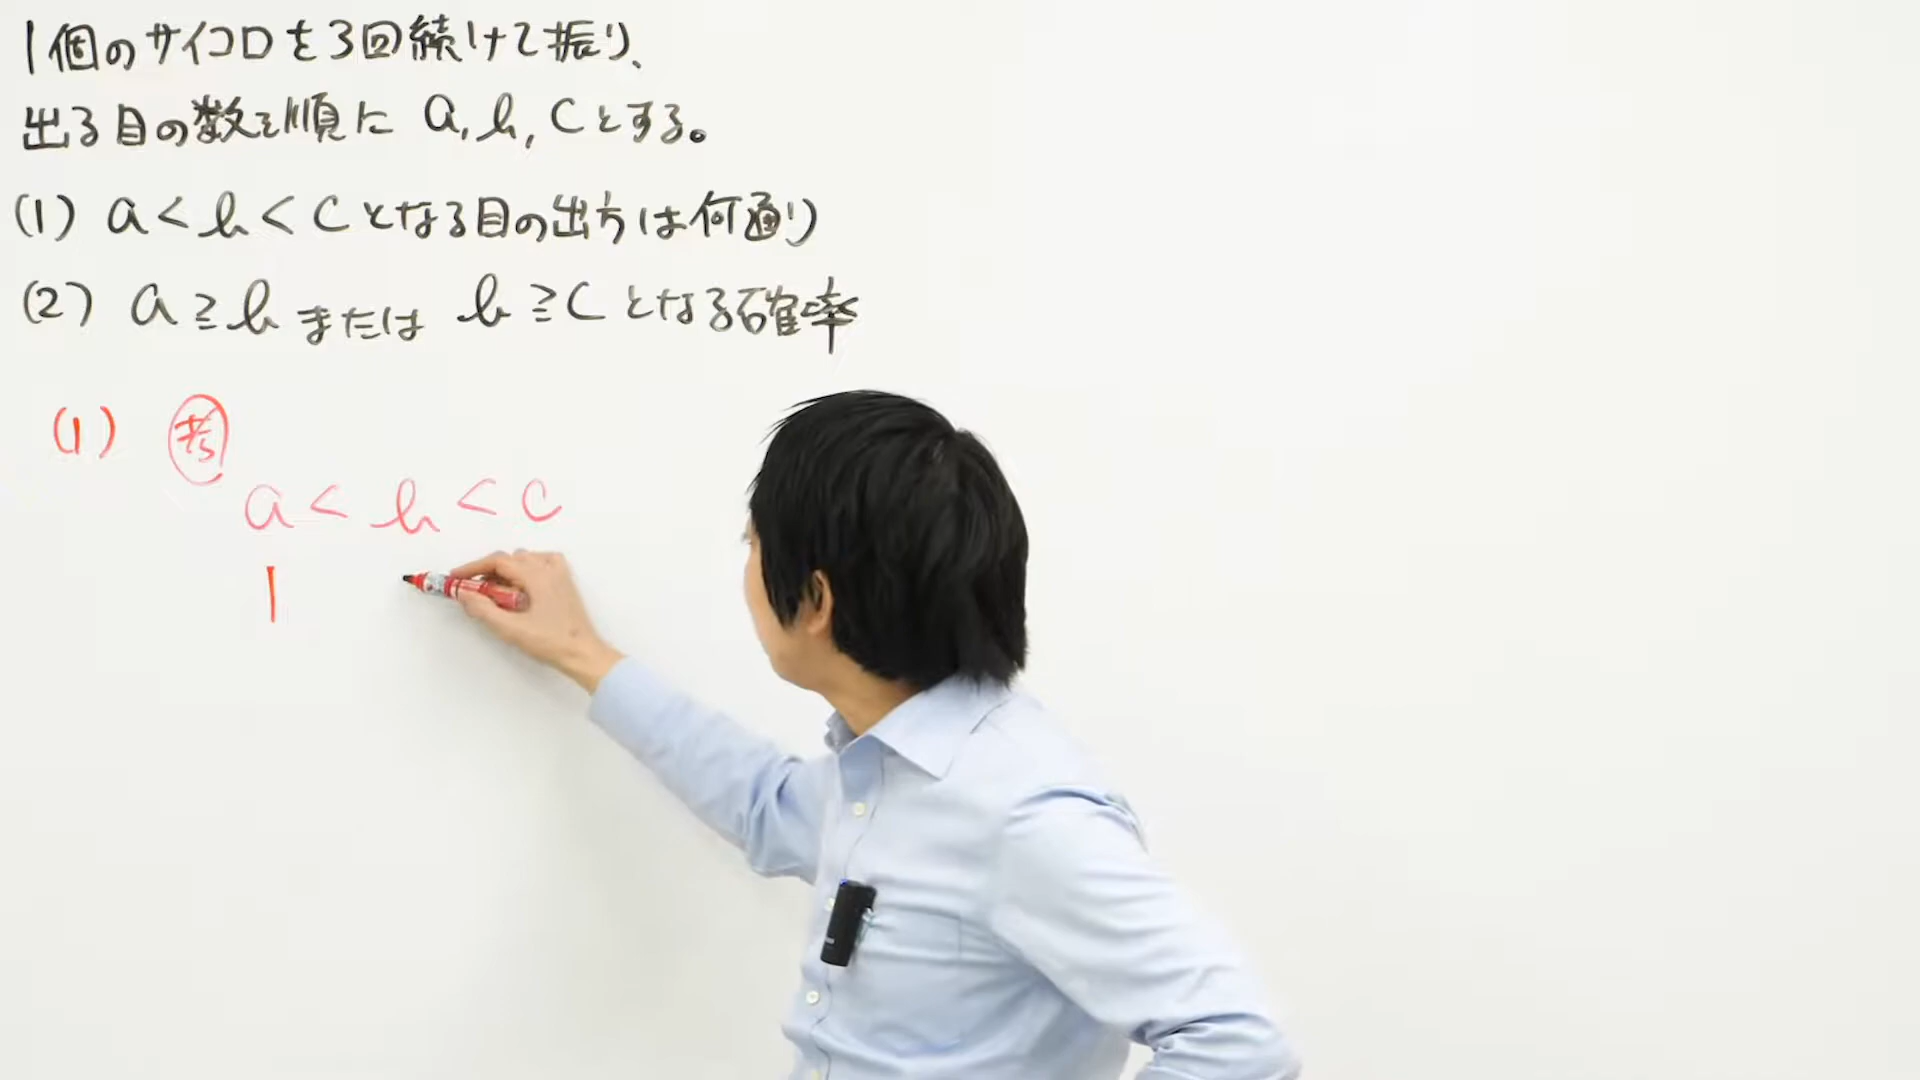 1個のサイコロを3回続けて振り、
出る目の数を順に a, b, c とする。
(1) a < b < c となる目の出方は何通り
(2) a ≧ b または b ≧ c となる確率
(1) 考
a < b < c
1